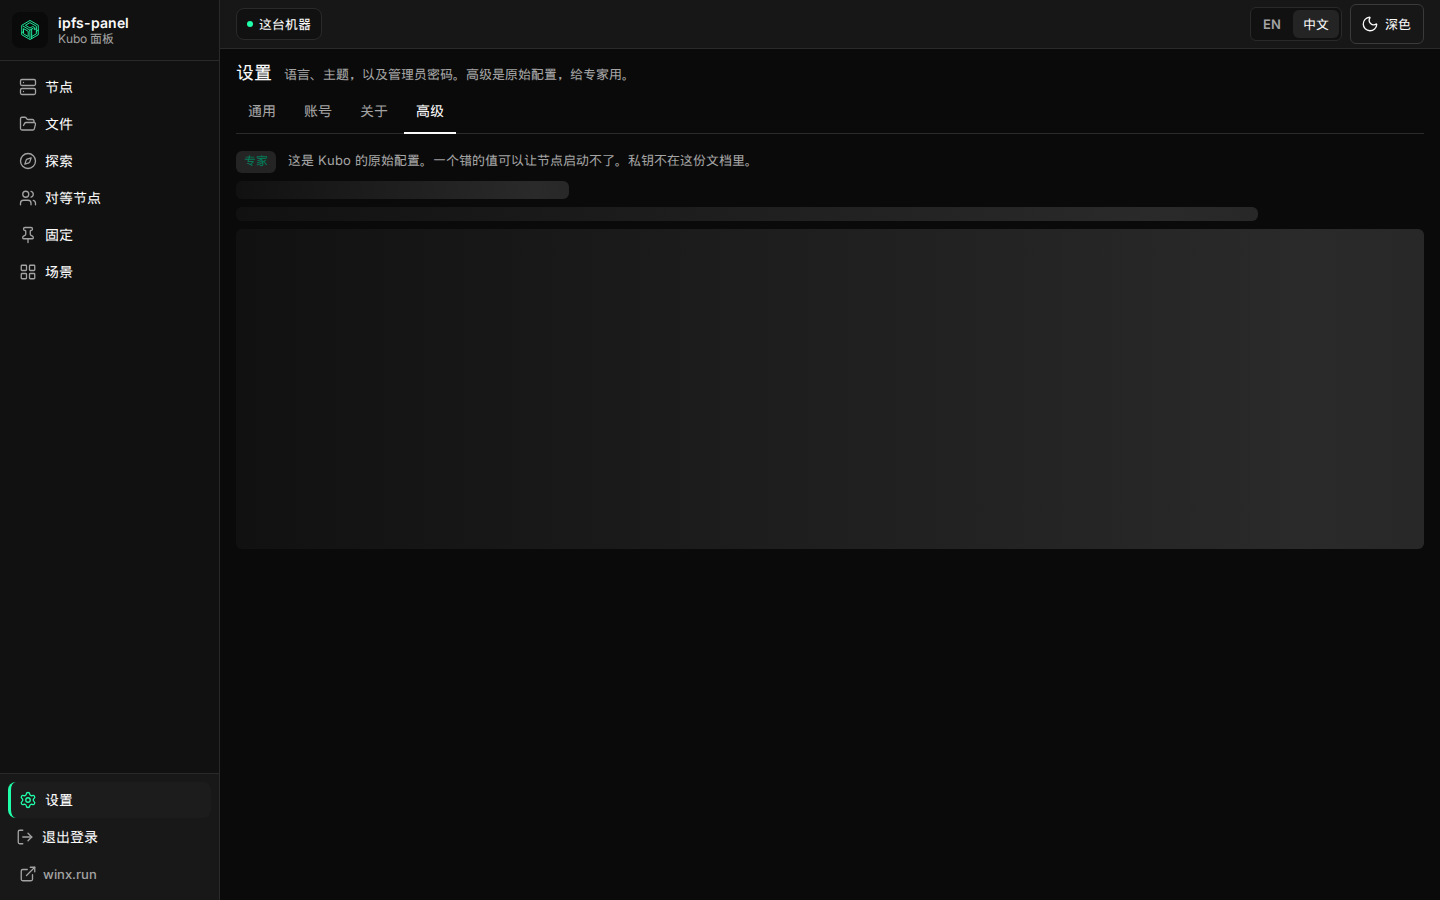 ipfs-panel
Kubo 面板
节点
文件
探索
对等节点
固定
场景
设置
退出登录
winx.run
这台机器
EN
中文
深色
设置
语言、主题，以及管理员密码。高级是原始配置，给专家用。
通用
账号
关于
高级
专家
这是 Kubo 的原始配置。一个错的值可以让节点启动不了。私钥不在这份文档里。